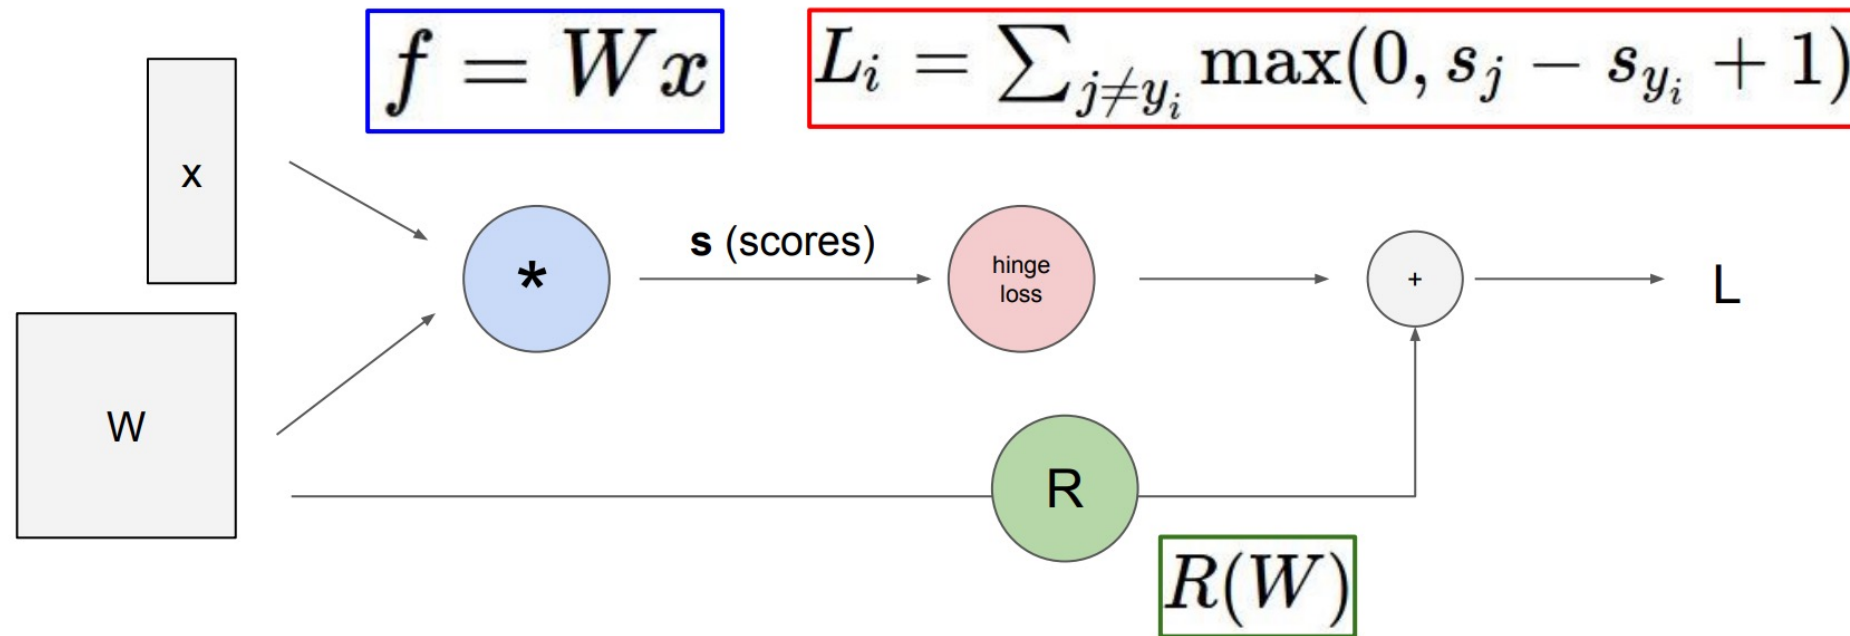 f = Wx
L_i = ∑_{j≠y_i} max(0, s_j − s_{y_i} + 1)
x
*
s (scores)
hinge
loss
+
L
W
R
R(W)